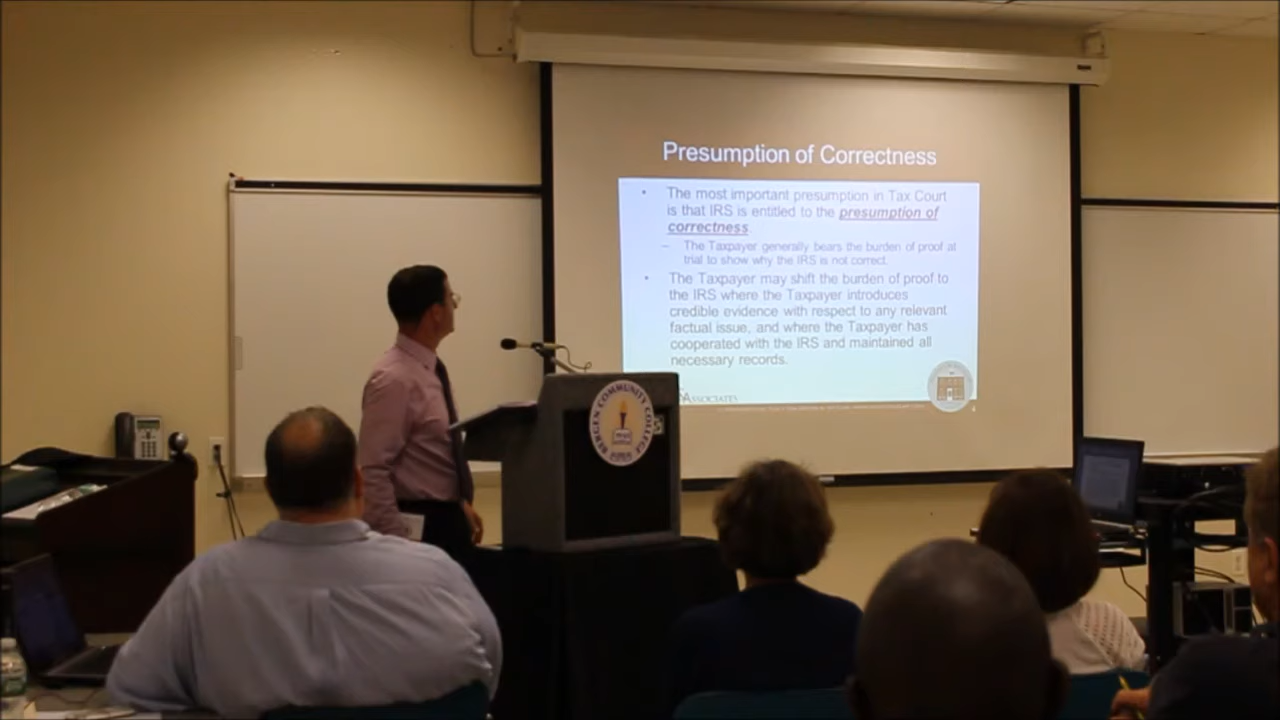 Presumption of Correctness
• The most important presumption in Tax Court
is that IRS is entitled to the presumption of
correctness.
– The Taxpayer generally bears the burden of proof at
trial to show why the IRS is not correct.
• The Taxpayer may shift the burden of proof to
the IRS where the Taxpayer introduces
credible evidence with respect to any relevant
factual issue, and where the Taxpayer has
cooperated with the IRS and maintained all
necessary records.
ASSOCIATES
BERGEN COMMUNITY COLLEGE